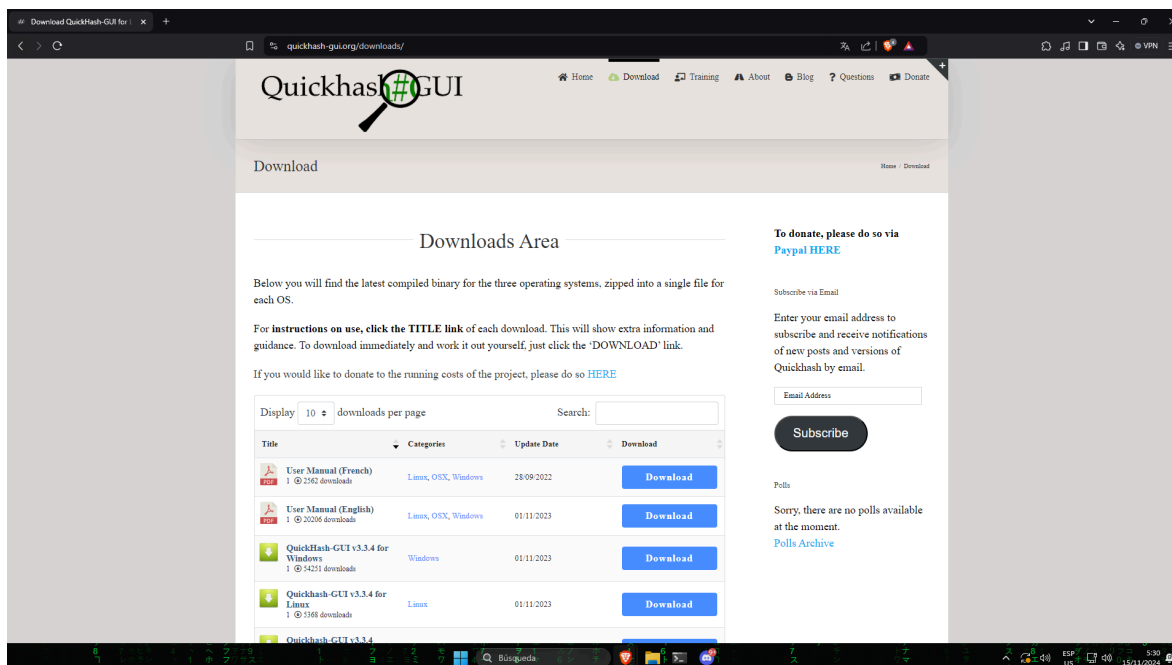 Download QuickHash-GUI for L
quickhash-gui.org/downloads/
VPN
Quickhash#GUI
Home Download Training About Blog Questions Donate
Download
Home / Download
Downloads Area
Below you will find the latest compiled binary for the three operating systems, zipped into a single file for
each OS.
For instructions on use, click the TITLE link of each download. This will show extra information and
guidance. To download immediately and work it out yourself, just click the ‘DOWNLOAD’ link.
If you would like to donate to the running costs of the project, please do so HERE
Display 10 downloads per page Search:
Title Categories Update Date Download
User Manual (French)
1 2562 downloads
Linux, OSX, Windows 28/09/2022 Download
User Manual (English)
1 20206 downloads
Linux, OSX, Windows 01/11/2023 Download
QuickHash-GUI v3.3.4 for
Windows
1 54251 downloads
Windows 01/11/2023 Download
Quickhash-GUI v3.3.4 for
Linux
1 5368 downloads
Linux 01/11/2023 Download
Quickhash-GUI v3.3.4
To donate, please do so via
Paypal HERE
Subscribe via Email
Enter your email address to
subscribe and receive notifications
of new posts and versions of
Quickhash by email.
Email Address
Subscribe
Polls
Sorry, there are no polls available
at the moment.
Polls Archive
Búsqueda
ESP
US
5:30
15/11/2024